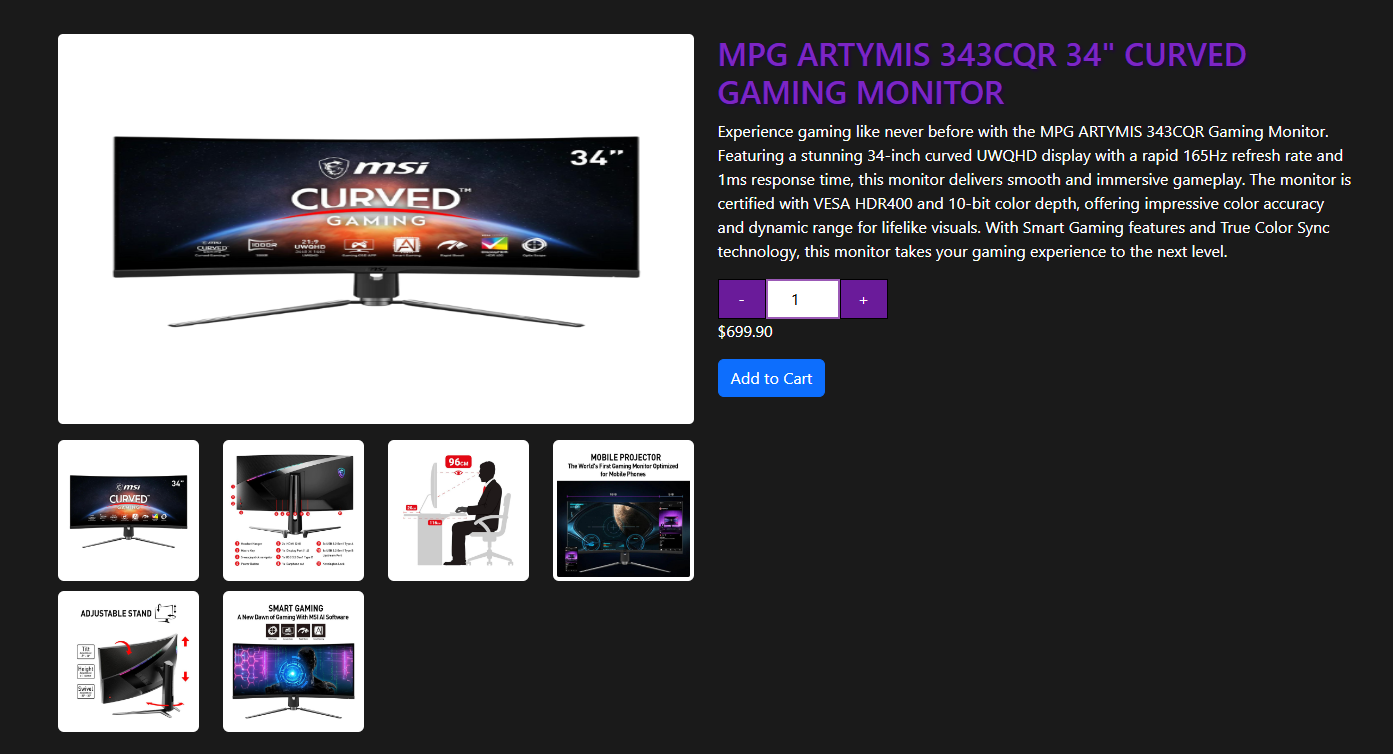 MPG ARTYMIS 343CQR 34" CURVED
GAMING MONITOR
Experience gaming like never before with the MPG ARTYMIS 343CQR Gaming Monitor.
Featuring a stunning 34-inch curved UWQHD display with a rapid 165Hz refresh rate and
1ms response time, this monitor delivers smooth and immersive gameplay. The monitor is
certified with VESA HDR400 and 10-bit color depth, offering impressive color accuracy
and dynamic range for lifelike visuals. With Smart Gaming features and True Color Sync
technology, this monitor takes your gaming experience to the next level.
- 1 +
$699.90
Add to Cart
msi
34”
CURVED™
GAMING
CURVED
1000R
21:9
UWQHD
msi
34”
CURVED™
GAMING
96CM
MOBILE PROJECTOR
The World's First Gaming Monitor Optimized
for Mobile Phones
ADJUSTABLE STAND
Tilt
Height
Swivel
SMART GAMING
A New Dawn of Gaming With MSI AI Software